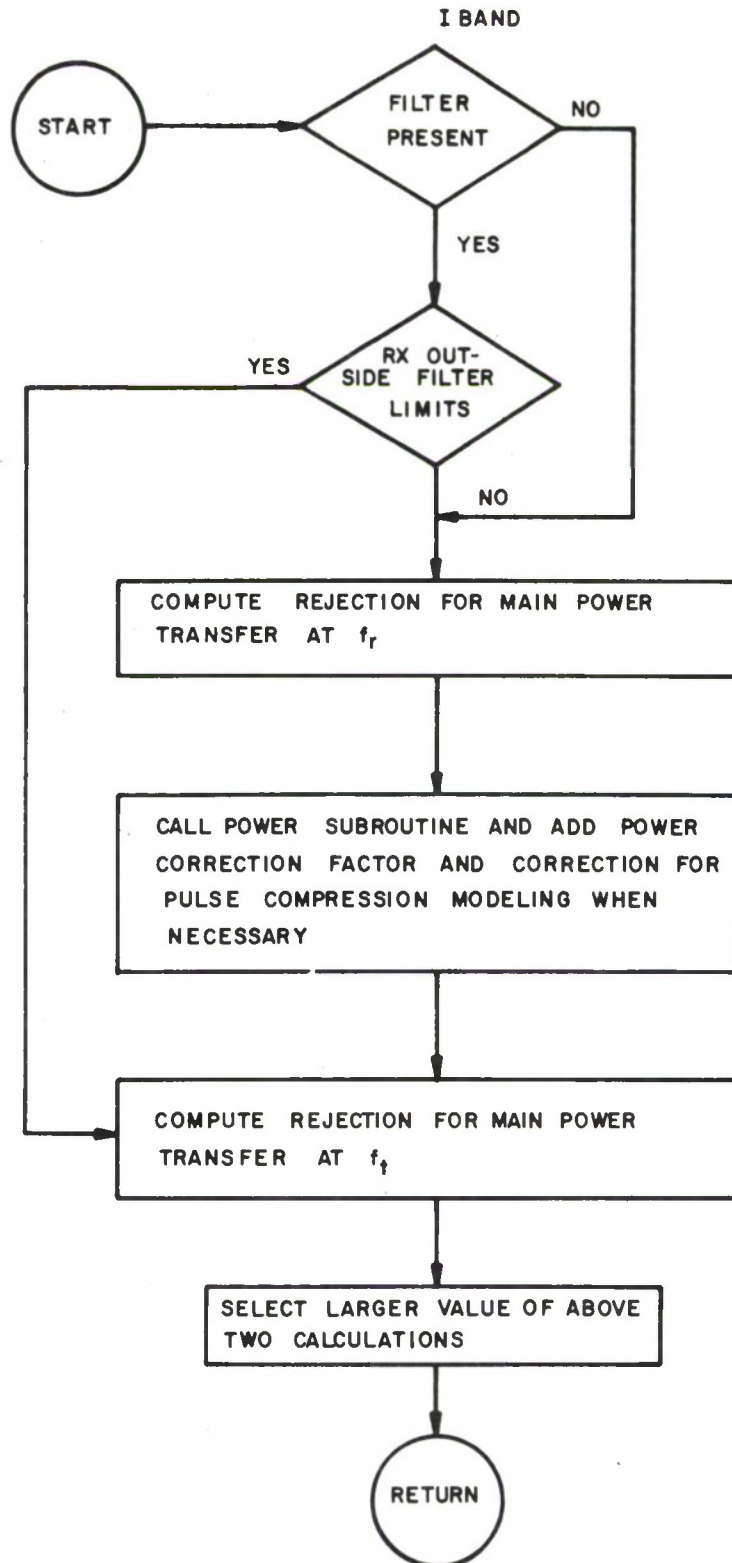 I BAND
START
FILTER
PRESENT
NO
YES
YES
RX OUT-
SIDE FILTER
LIMITS
NO
COMPUTE REJECTION FOR MAIN POWER
TRANSFER AT fr
CALL POWER SUBROUTINE AND ADD POWER
CORRECTION FACTOR AND CORRECTION FOR
PULSE COMPRESSION MODELING WHEN
NECESSARY
COMPUTE REJECTION FOR MAIN POWER
TRANSFER AT ft
SELECT LARGER VALUE OF ABOVE
TWO CALCULATIONS
RETURN